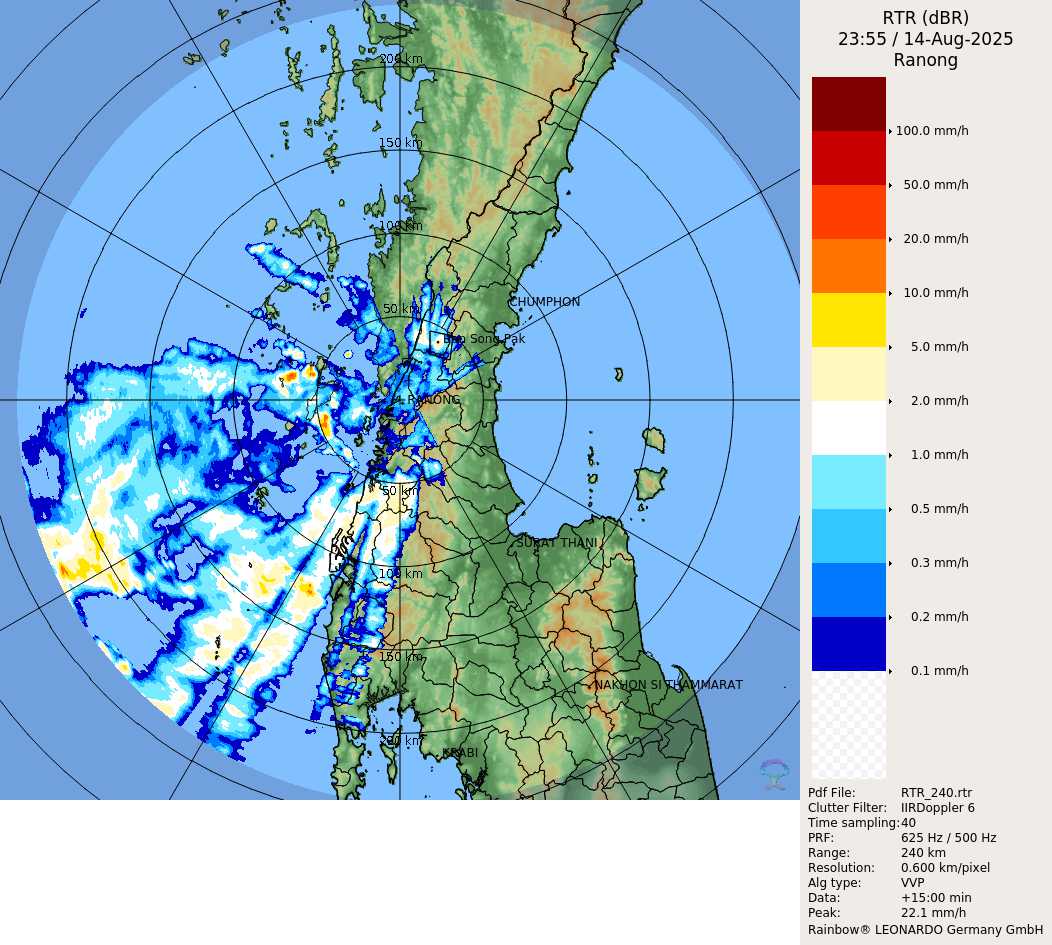 RTR (dBR)
23:55 / 14-Aug-2025
Ranong
100.0 mm/h
50.0 mm/h
20.0 mm/h
10.0 mm/h
5.0 mm/h
2.0 mm/h
1.0 mm/h
0.5 mm/h
0.3 mm/h
0.2 mm/h
0.1 mm/h
Pdf File: RTR_240.rtr
Clutter Filter: IIRDoppler 6
Time sampling: 40
PRF: 625 Hz / 500 Hz
Range: 240 km
Resolution: 0.600 km/pixel
Alg type: VVP
Data: +15:00 min
Peak: 22.1 mm/h
Rainbow® LEONARDO Germany GmbH
200 km
150 km
100 km
CHUMPHON
50 km
Ban Song Pak
RANONG
50 km
SURAT THANI
100 km
150 km
NAKHON SI THAMMARAT
200 km
KRABI